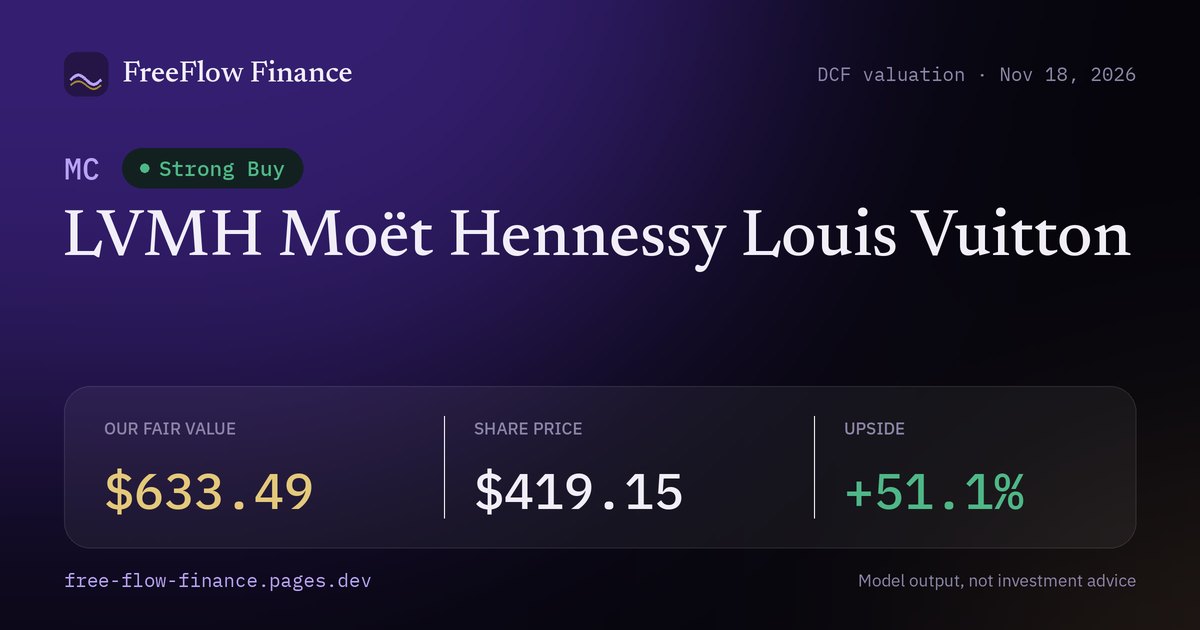 FreeFlow Finance
DCF valuation · Nov 18, 2026
MC
Strong Buy
LVMH Moët Hennessy Louis Vuitton
OUR FAIR VALUE
SHARE PRICE
UPSIDE
$633.49
$419.15
+51.1%
free-flow-finance.pages.dev
Model output, not investment advice